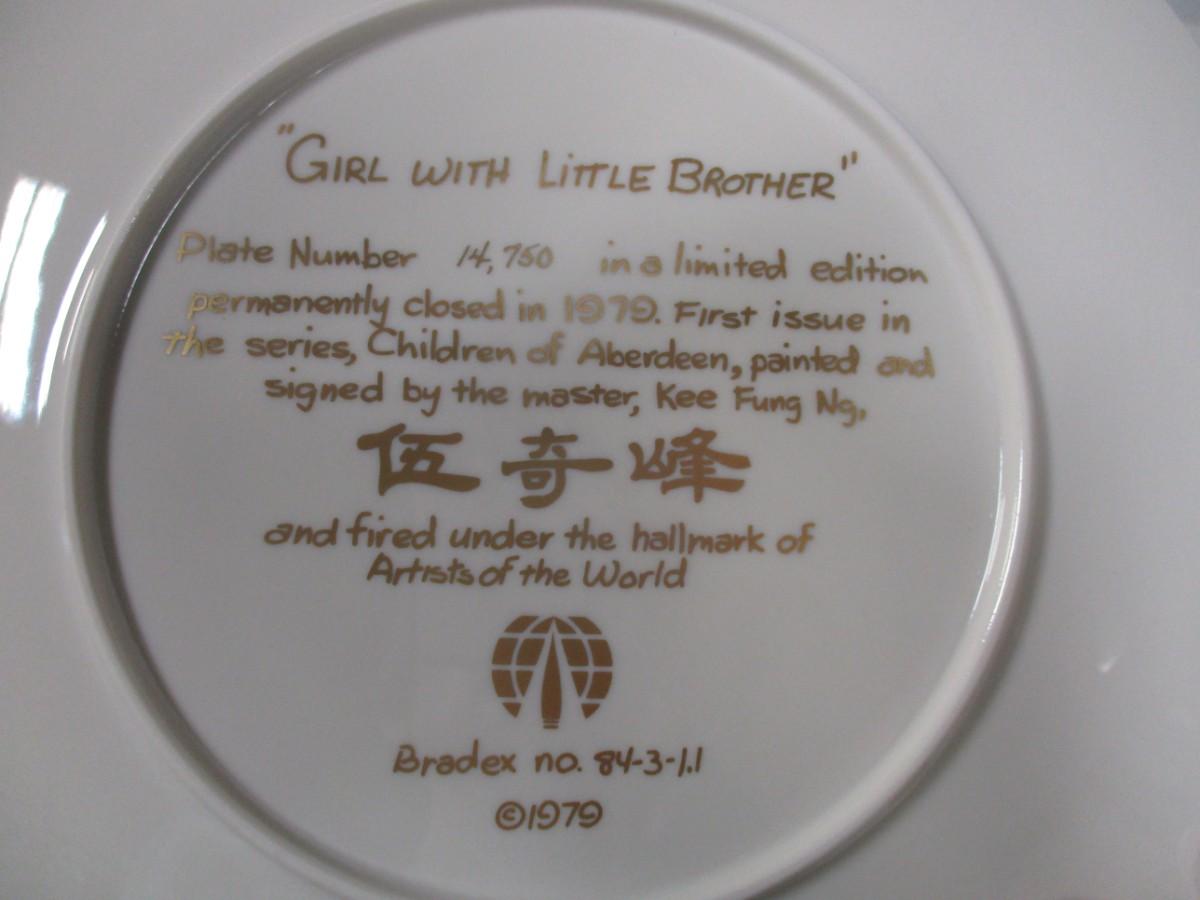 "GIRL WITH LITTLE BROTHER"
Plate Number 14,750 in a limited edition
permanently closed in 1979. First issue in
the series, Children of Aberdeen, painted and
signed by the master, Kee Fung Ng,
伍奇峰
and fired under the hallmark of
Artists of the World
Bradex no. 84-3-1.1
©1979